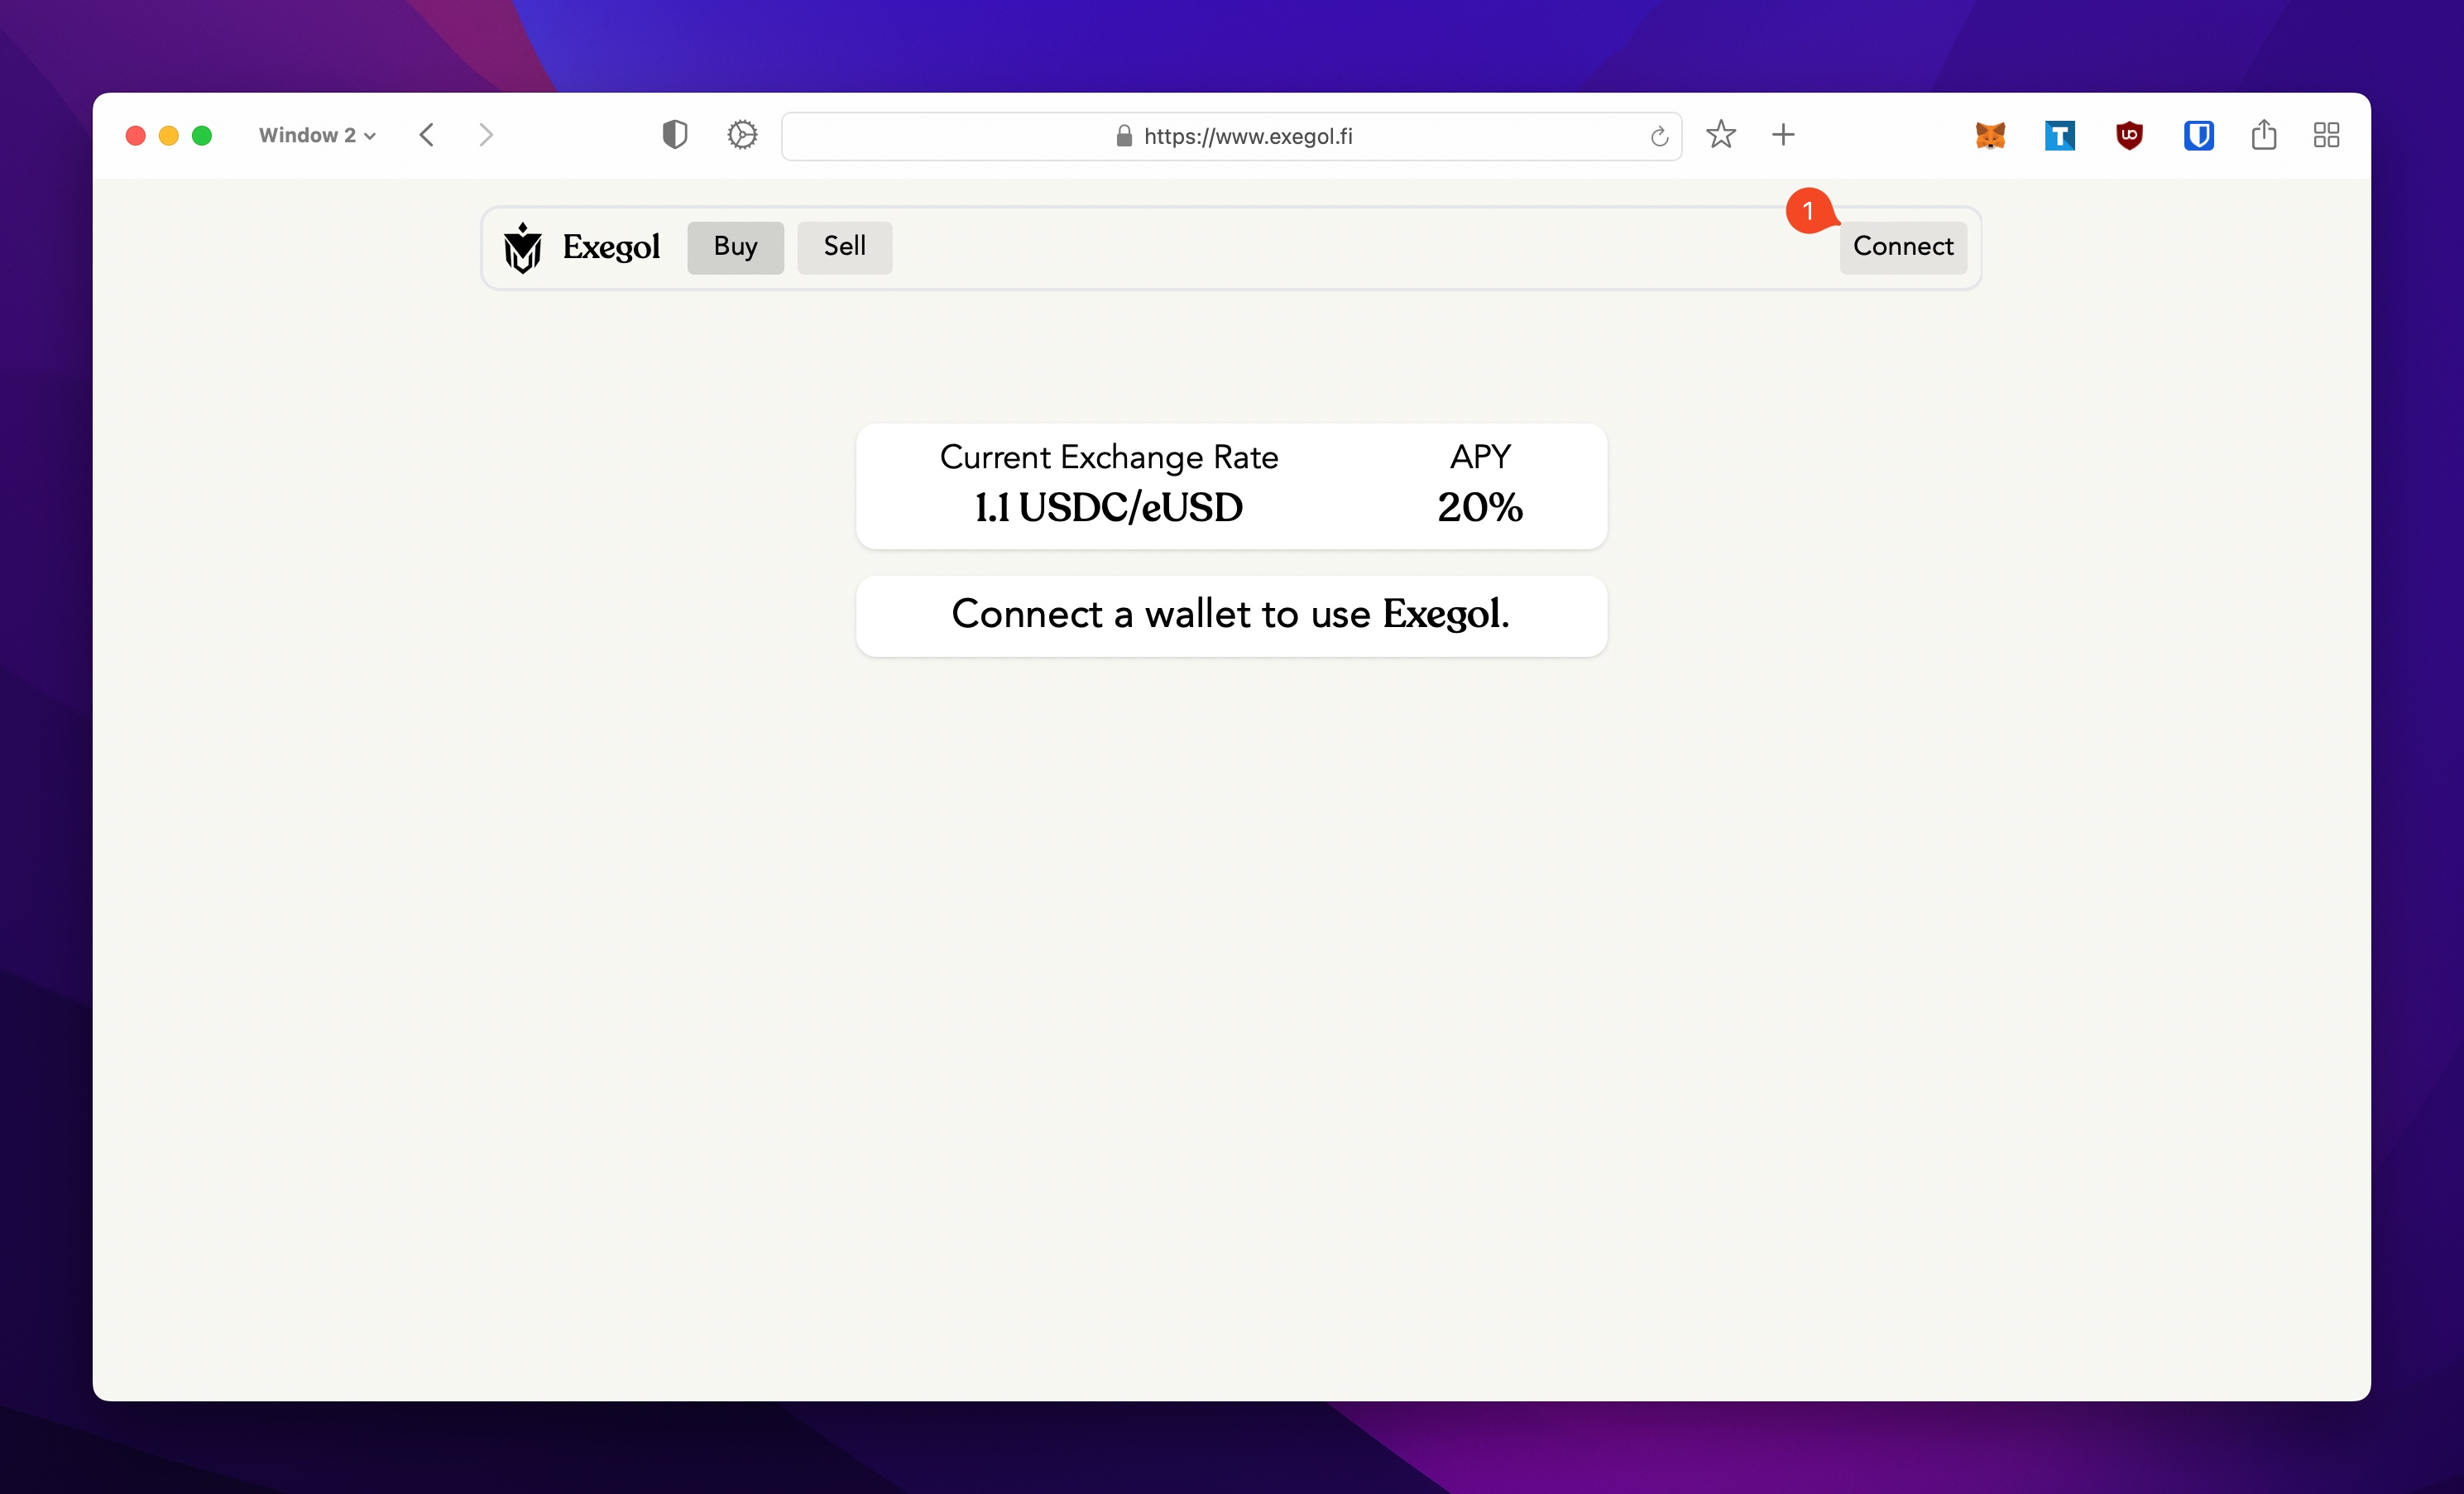 Window 2
https://www.exegol.fi
T
uo
1
Exegol
Buy
Sell
Connect
Current Exchange Rate
APY
1.1 USDC/eUSD
20%
Connect a wallet to use Exegol.